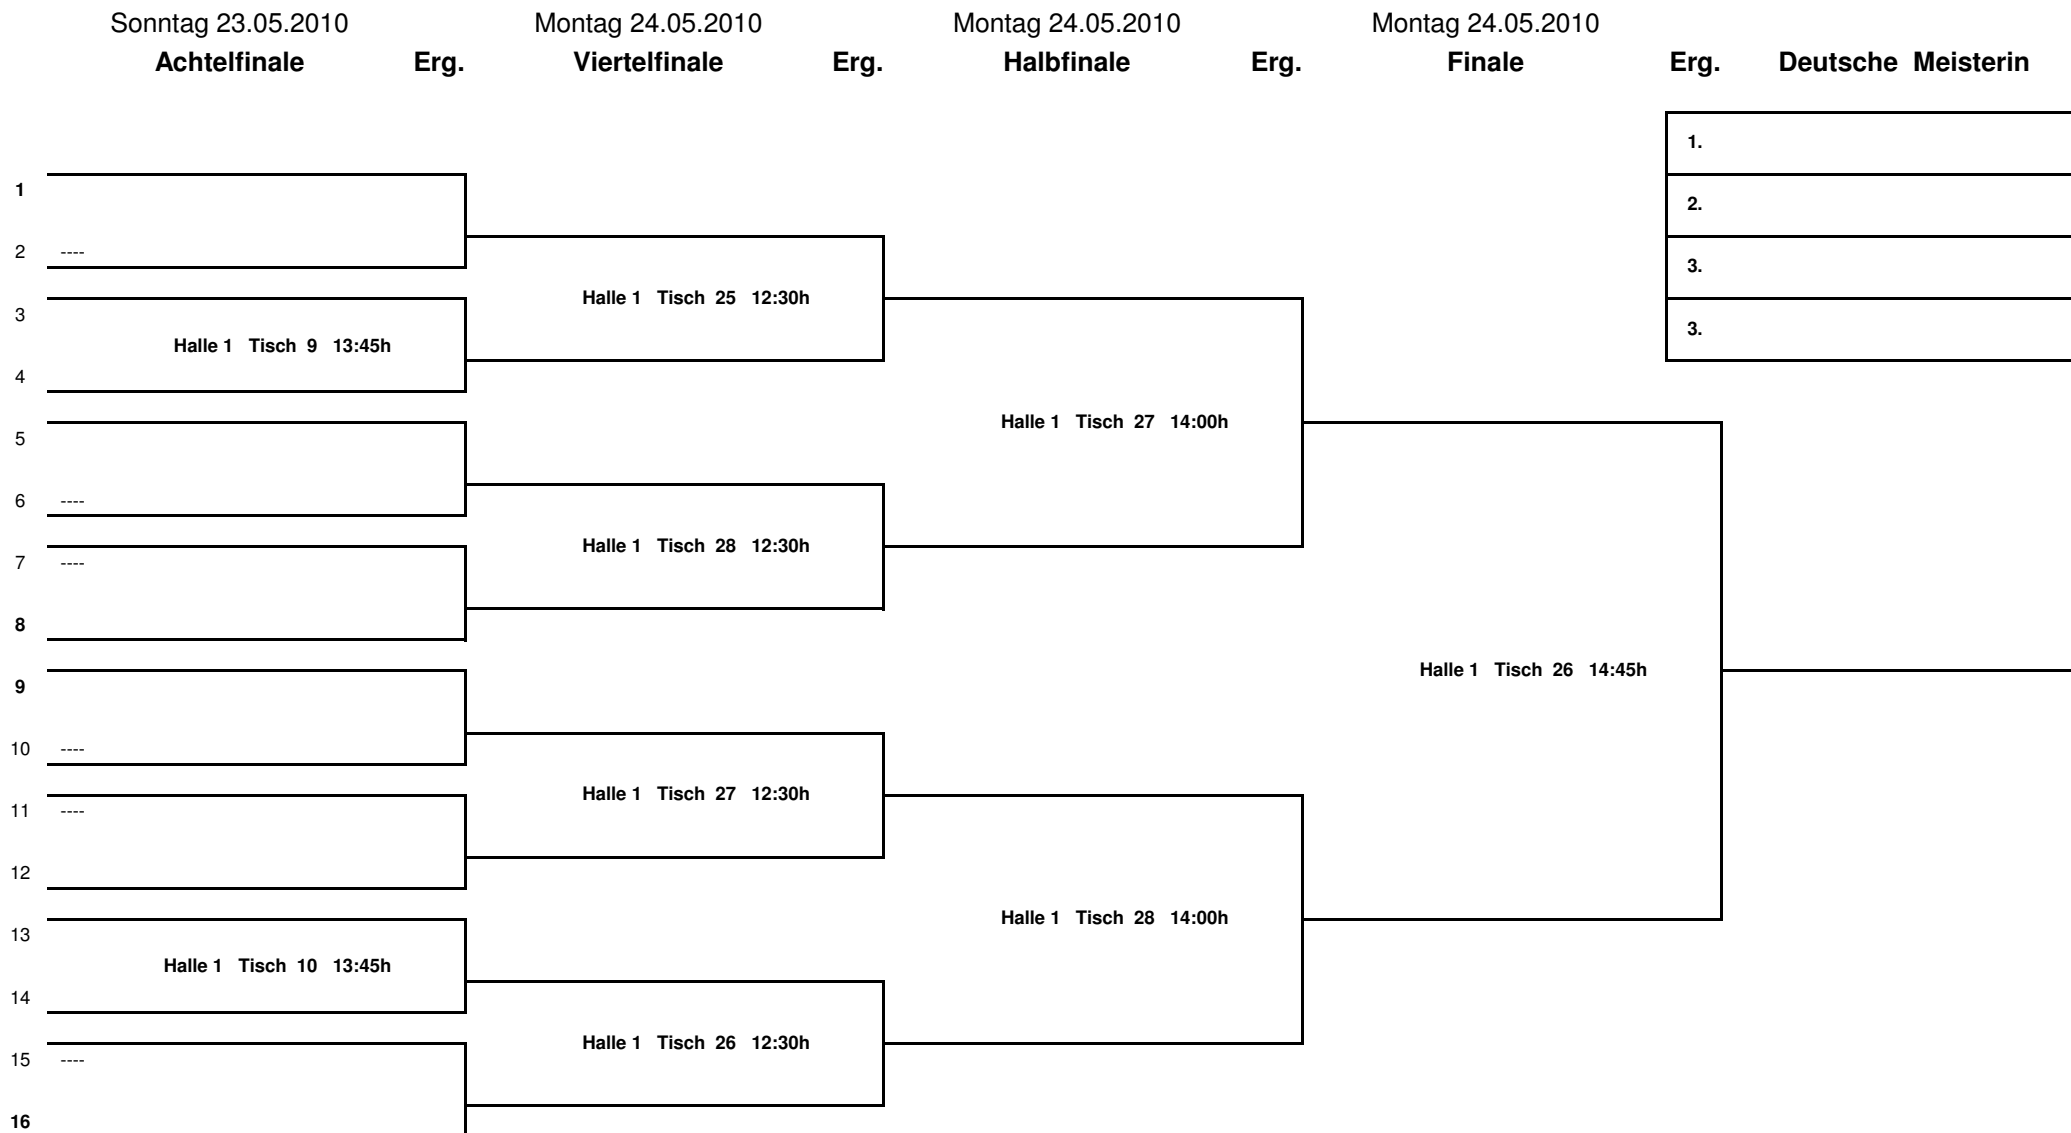 Sonntag 23.05.2010 Montag 24.05.2010 Montag 24.05.2010 Montag 24.05.2010
Achtelfinale Erg. Viertelfinale Erg. Halbfinale Erg. Finale Erg. Deutsche Meisterin
1.
1
2.
2 ----
3.
Halle 1 Tisch 25 12:30h
3
3.
Halle 1 Tisch 9 13:45h
4
Halle 1 Tisch 27 14:00h
5
6 ----
Halle 1 Tisch 28 12:30h
7 ----
8
Halle 1 Tisch 26 14:45h
9
10 ----
Halle 1 Tisch 27 12:30h
11 ----
12
Halle 1 Tisch 28 14:00h
13
Halle 1 Tisch 10 13:45h
14
Halle 1 Tisch 26 12:30h
15 ----
16